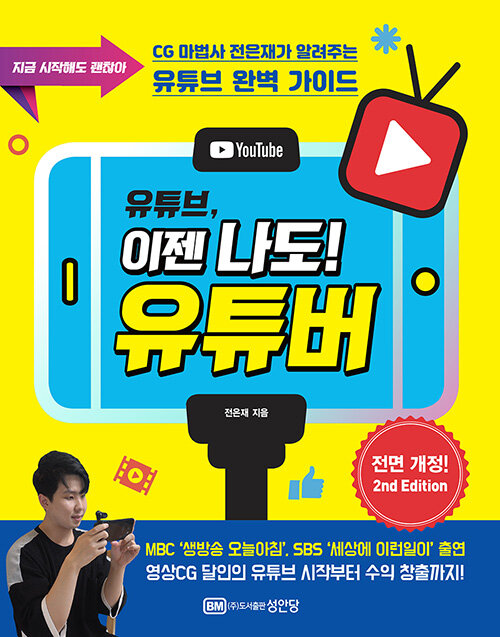 지금 시작해도 괜찮아
CG 마법사 전은재가 알려주는
유튜브 완벽 가이드
YouTube
유튜브,
이젠 나도!
유튜버
전은재 지음
전면 개정!
2nd Edition
MBC ‘생방송 오늘아침’, SBS ‘세상에 이런일이’ 출연
영상CG 달인의 유튜브 시작부터 수익 창출까지!
BM (주)도서출판 성안당